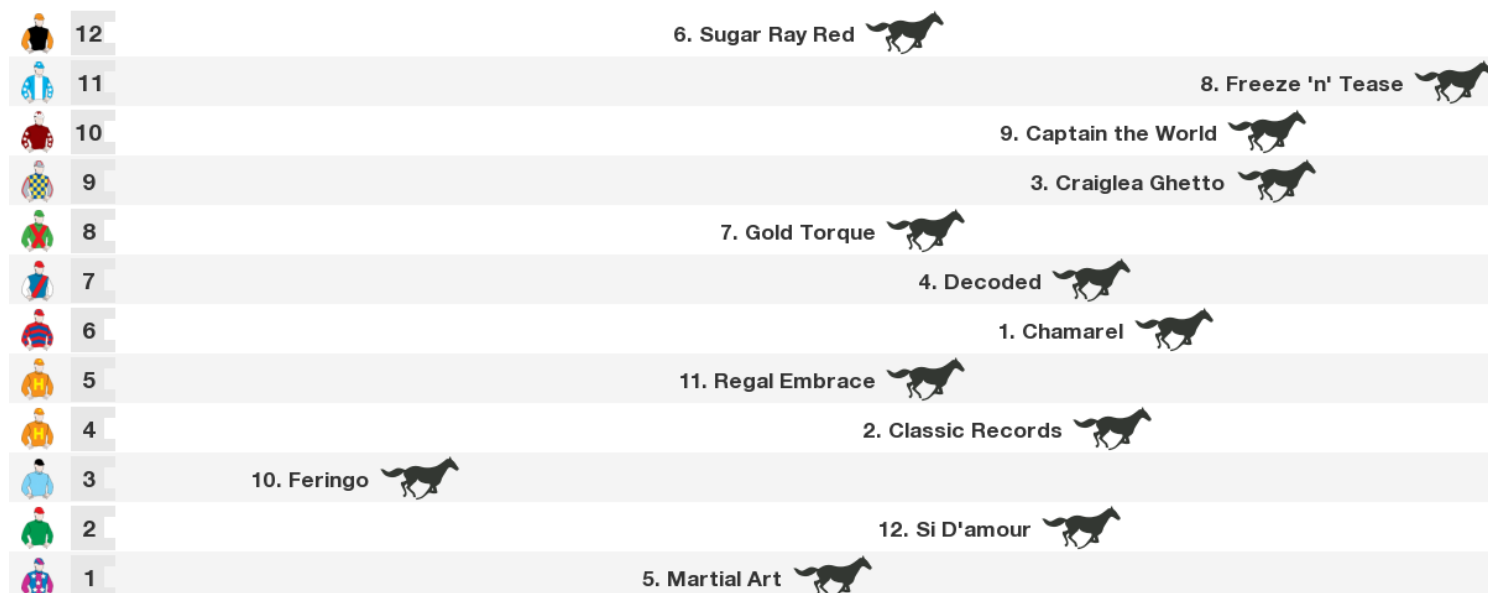 12 6. Sugar Ray Red
11 8. Freeze 'n' Tease
10 9. Captain the World
9 3. Craiglea Ghetto
8 7. Gold Torque
7 4. Decoded
6 1. Chamarel
H 5 11. Regal Embrace
H 4 2. Classic Records
3 10. Feringo
2 12. Si D'amour
1 5. Martial Art